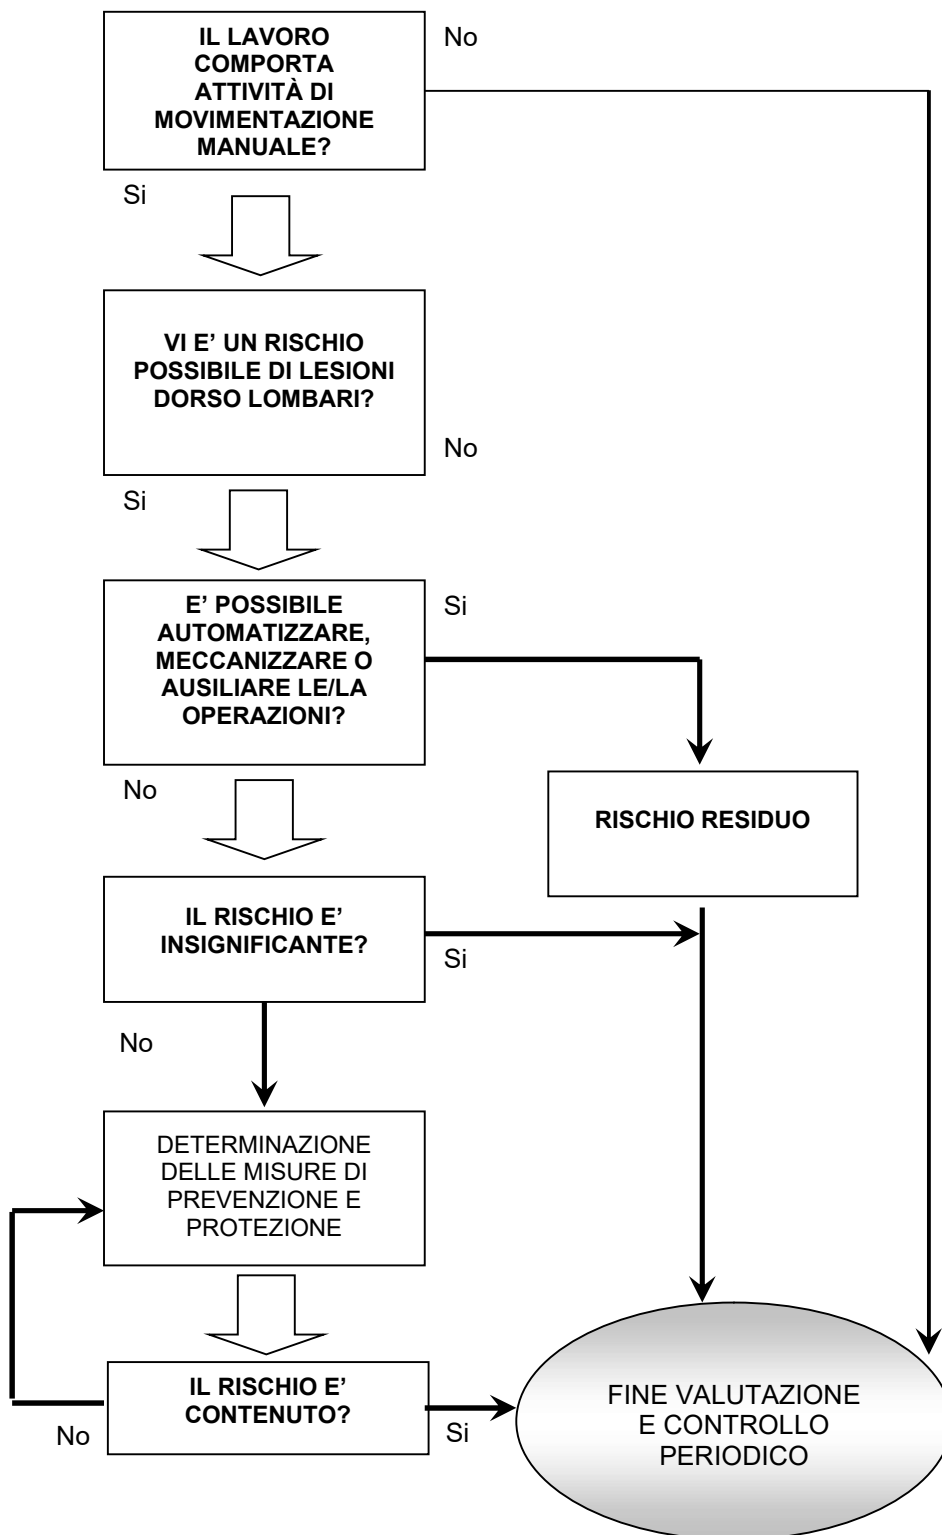 IL LAVORO
COMPORTA
ATTIVITÀ DI
MOVIMENTAZIONE
MANUALE?
No
Si
VI E’ UN RISCHIO
POSSIBILE DI LESIONI
DORSO LOMBARI?
No
Si
E’ POSSIBILE
AUTOMATIZZARE,
MECCANIZZARE O
AUSILIARE LE/LA
OPERAZIONI?
Si
No
RISCHIO RESIDUO
IL RISCHIO E’
INSIGNIFICANTE?
Si
No
DETERMINAZIONE
DELLE MISURE DI
PREVENZIONE E
PROTEZIONE
IL RISCHIO E’
CONTENUTO?
No
Si
FINE VALUTAZIONE
E CONTROLLO
PERIODICO